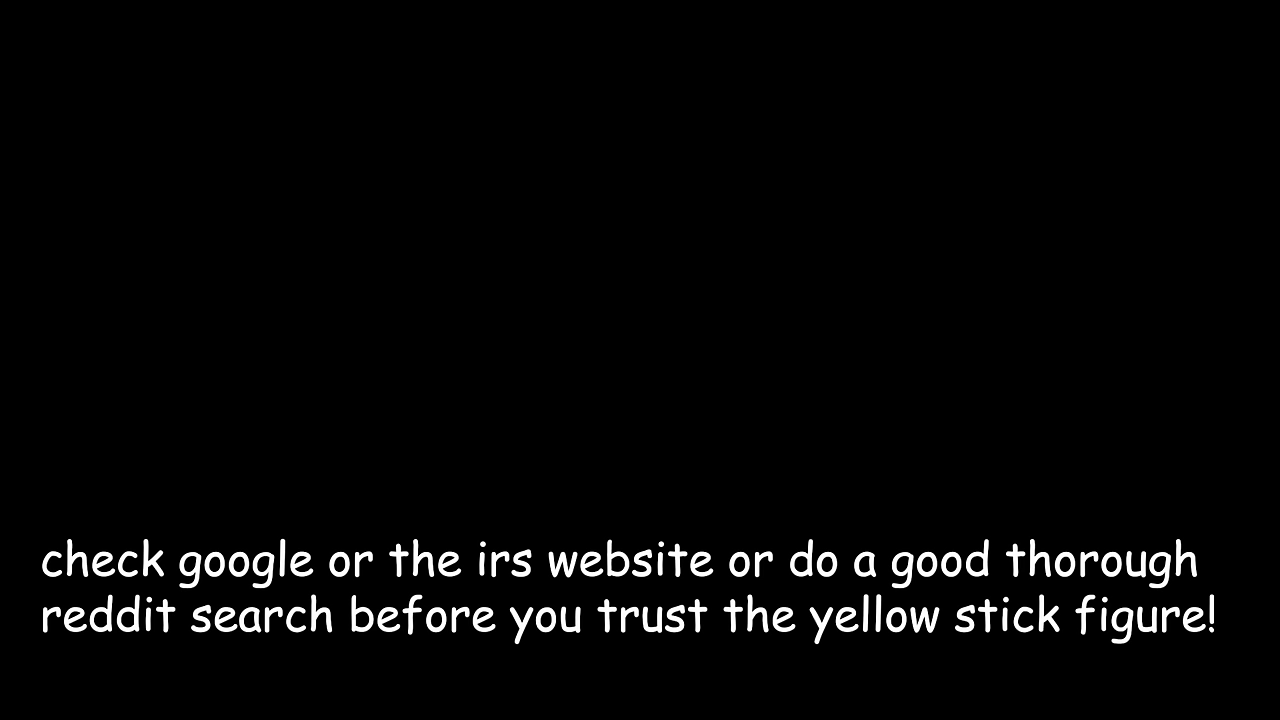 check google or the irs website or do a good thorough
reddit search before you trust the yellow stick figure!